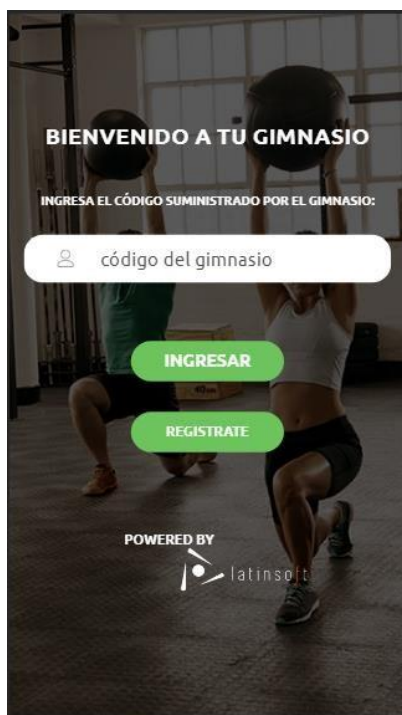 BIENVENIDO A TU GIMNASIO
INGRESA EL CÓDIGO SUMINISTRADO POR EL GIMNASIO:
código del gimnasio
INGRESAR
REGISTRATE
POWERED BY
latinsoft